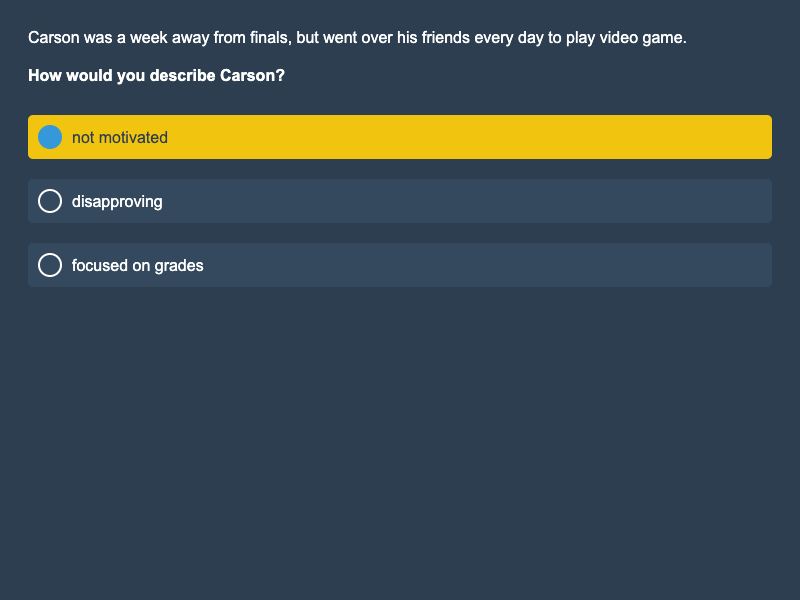 Carson was a week away from finals, but went over his friends every day to play video game.
How would you describe Carson?
not motivated
disapproving
focused on grades